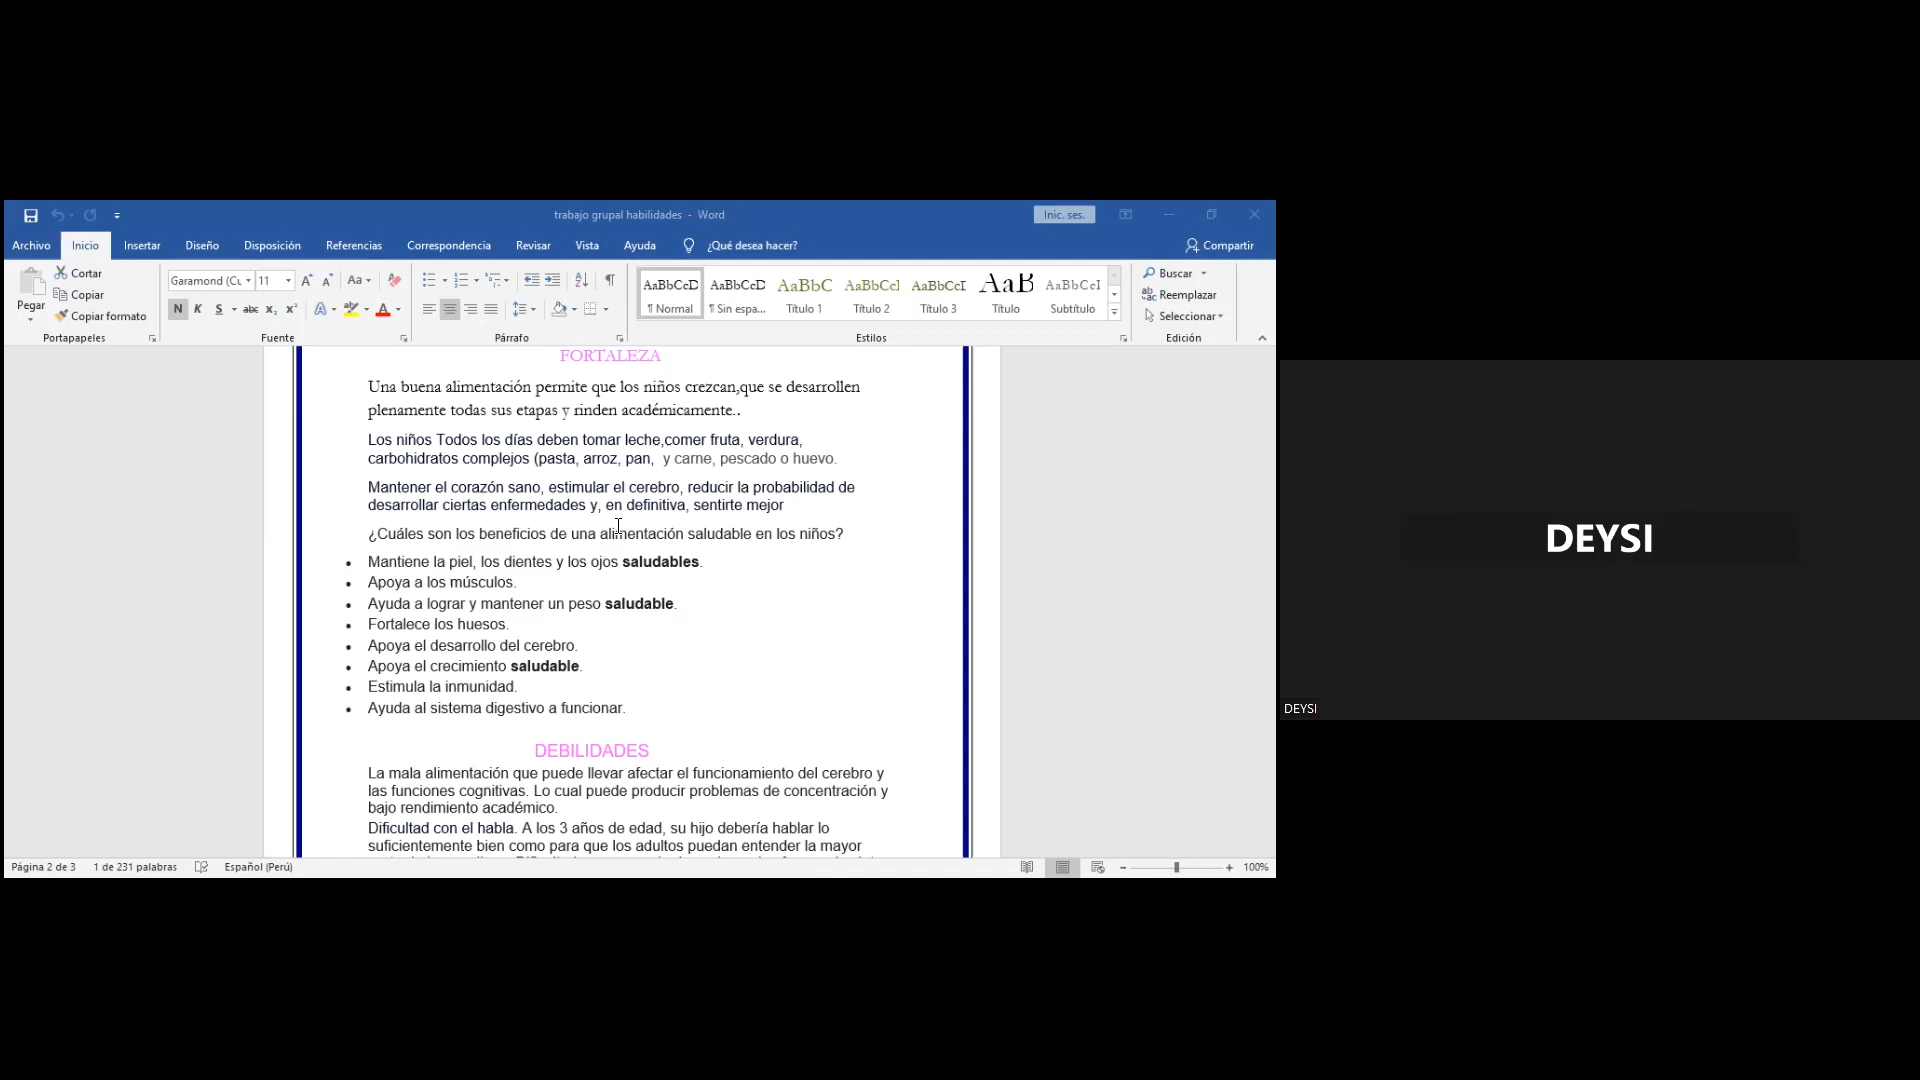 trabajo grupal habilidades - Word
Inic. ses.
Archivo Inicio Insertar Diseño Disposición Referencias Correspondencia Revisar Vista Ayuda ¿Qué desea hacer? Compartir
Pegar
Cortar
Copiar
Copiar formato
Portapapeles
Garamond (Cu 11
Aa
N K S abc x₂ x²
A A
Fuente
Párrafo
AaBbCcD AaBbCcD AaBbC AaBbCcI AaBbCcI AaB AaBbCcI
¶ Normal ¶ Sin espa... Título 1 Título 2 Título 3 Título Subtítulo
Estilos
Buscar
Reemplazar
Seleccionar
Edición
FORTALEZA
Una buena alimentación permite que los niños crezcan,que se desarrollen
plenamente todas sus etapas y rinden académicamente..
Los niños Todos los días deben tomar leche,comer fruta, verdura,
carbohidratos complejos (pasta, arroz, pan,  y carne, pescado o huevo.
Mantener el corazón sano, estimular el cerebro, reducir la probabilidad de
desarrollar ciertas enfermedades y, en definitiva, sentirte mejor
¿Cuáles son los beneficios de una alimentación saludable en los niños?
• Mantiene la piel, los dientes y los ojos saludables.
• Apoya a los músculos.
• Ayuda a lograr y mantener un peso saludable.
• Fortalece los huesos.
• Apoya el desarrollo del cerebro.
• Apoya el crecimiento saludable.
• Estimula la inmunidad.
• Ayuda al sistema digestivo a funcionar.
DEBILIDADES
La mala alimentación que puede llevar afectar el funcionamiento del cerebro y
las funciones cognitivas. Lo cual puede producir problemas de concentración y
bajo rendimiento académico.
Dificultad con el habla. A los 3 años de edad, su hijo debería hablar lo
suficientemente bien como para que los adultos puedan entender la mayor
Página 2 de 3 1 de 231 palabras Español (Perú) 100%
DEYSI
DEYSI